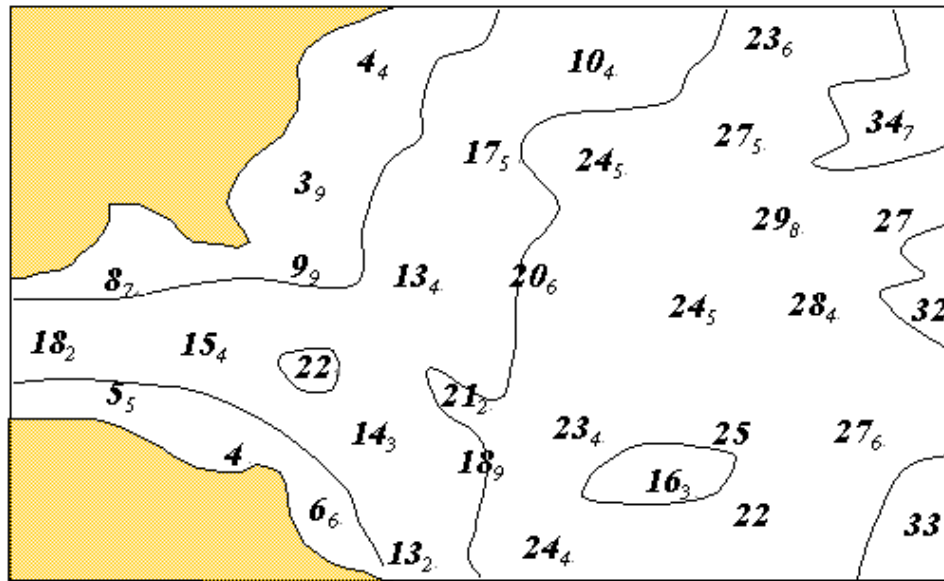 4₄ 10₄ 23₆
17₅ 24₅ 27₅ 34₇
3₉ 29₈ 27
8₇ 9₉ 13₄ 20₆ 24₅ 28₄ 32
18₂ 15₄ 22
5₅ 21₂
14₃ 23₄ 25 27₆
4 18₉ 16₃
6₆ 22 33
13₂ 24₄